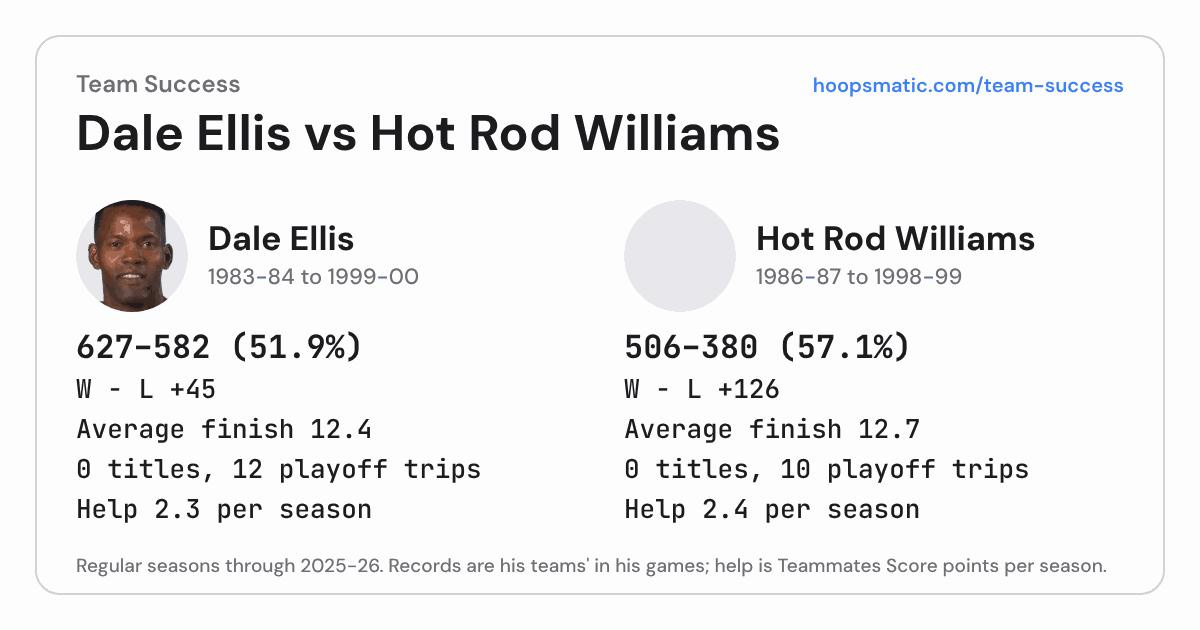 Team Success
hoopsmatic.com/team-success
Dale Ellis vs Hot Rod Williams
Dale Ellis
1983–84 to 1999–00
627–582 (51.9%)
W - L +45
Average finish 12.4
0 titles, 12 playoff trips
Help 2.3 per season
Hot Rod Williams
1986–87 to 1998–99
506–380 (57.1%)
W - L +126
Average finish 12.7
0 titles, 10 playoff trips
Help 2.4 per season
Regular seasons through 2025-26. Records are his teams' in his games; help is Teammates Score points per season.